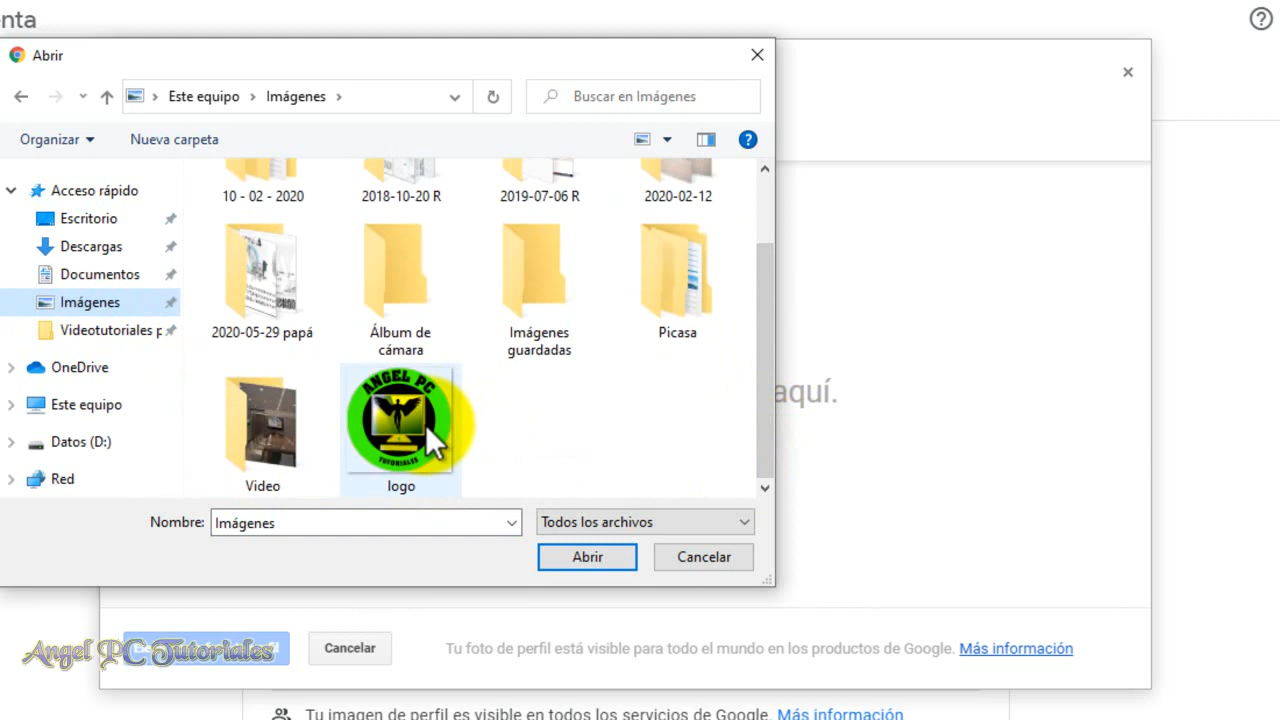 nta
Abrir
Este equipo
Imágenes
Buscar en Imágenes
Organizar
Nueva carpeta
Acceso rápido
Escritorio
Descargas
Documentos
Imágenes
Videotutoriales p
OneDrive
Este equipo
Datos (D:)
Red
10 - 02 - 2020
2018-10-20 R
2019-07-06 R
2020-02-12
2020-05-29 papá
Álbum de
cámara
Imágenes
guardadas
Picasa
ANGEL PC
TUTORIALES
Video
logo
aquí.
Nombre:
Imágenes
Todos los archivos
Abrir
Cancelar
Angel PC Tutoriales
Cancelar
Tu foto de perfil está visible para todo el mundo en los productos de Google. Más información
Tu imagen de perfil es visible en todos los servicios de Google. Más información